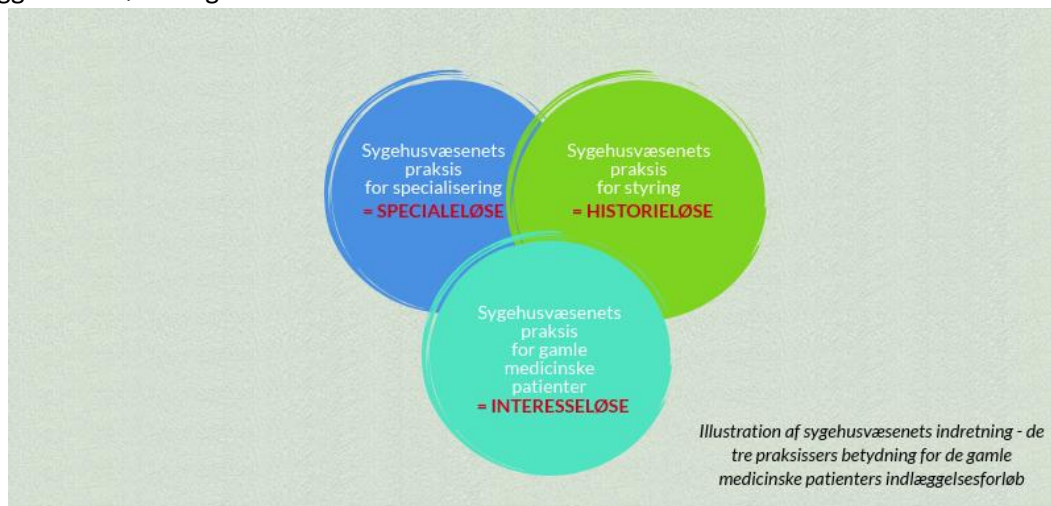 Sygehusvæsenets
praksis
for specialisering
= SPECIALELØSE
Sygehusvæsenets
praksis
for styring
= HISTORIELØSE
Sygehusvæsenets
praksis
for gamle
medicinske
patienter
= INTERESSELØSE
Illustration af sygehusvæsenets indretning - de
tre praksissers betydning for de gamle
medicinske patienters indlæggelsesforløb